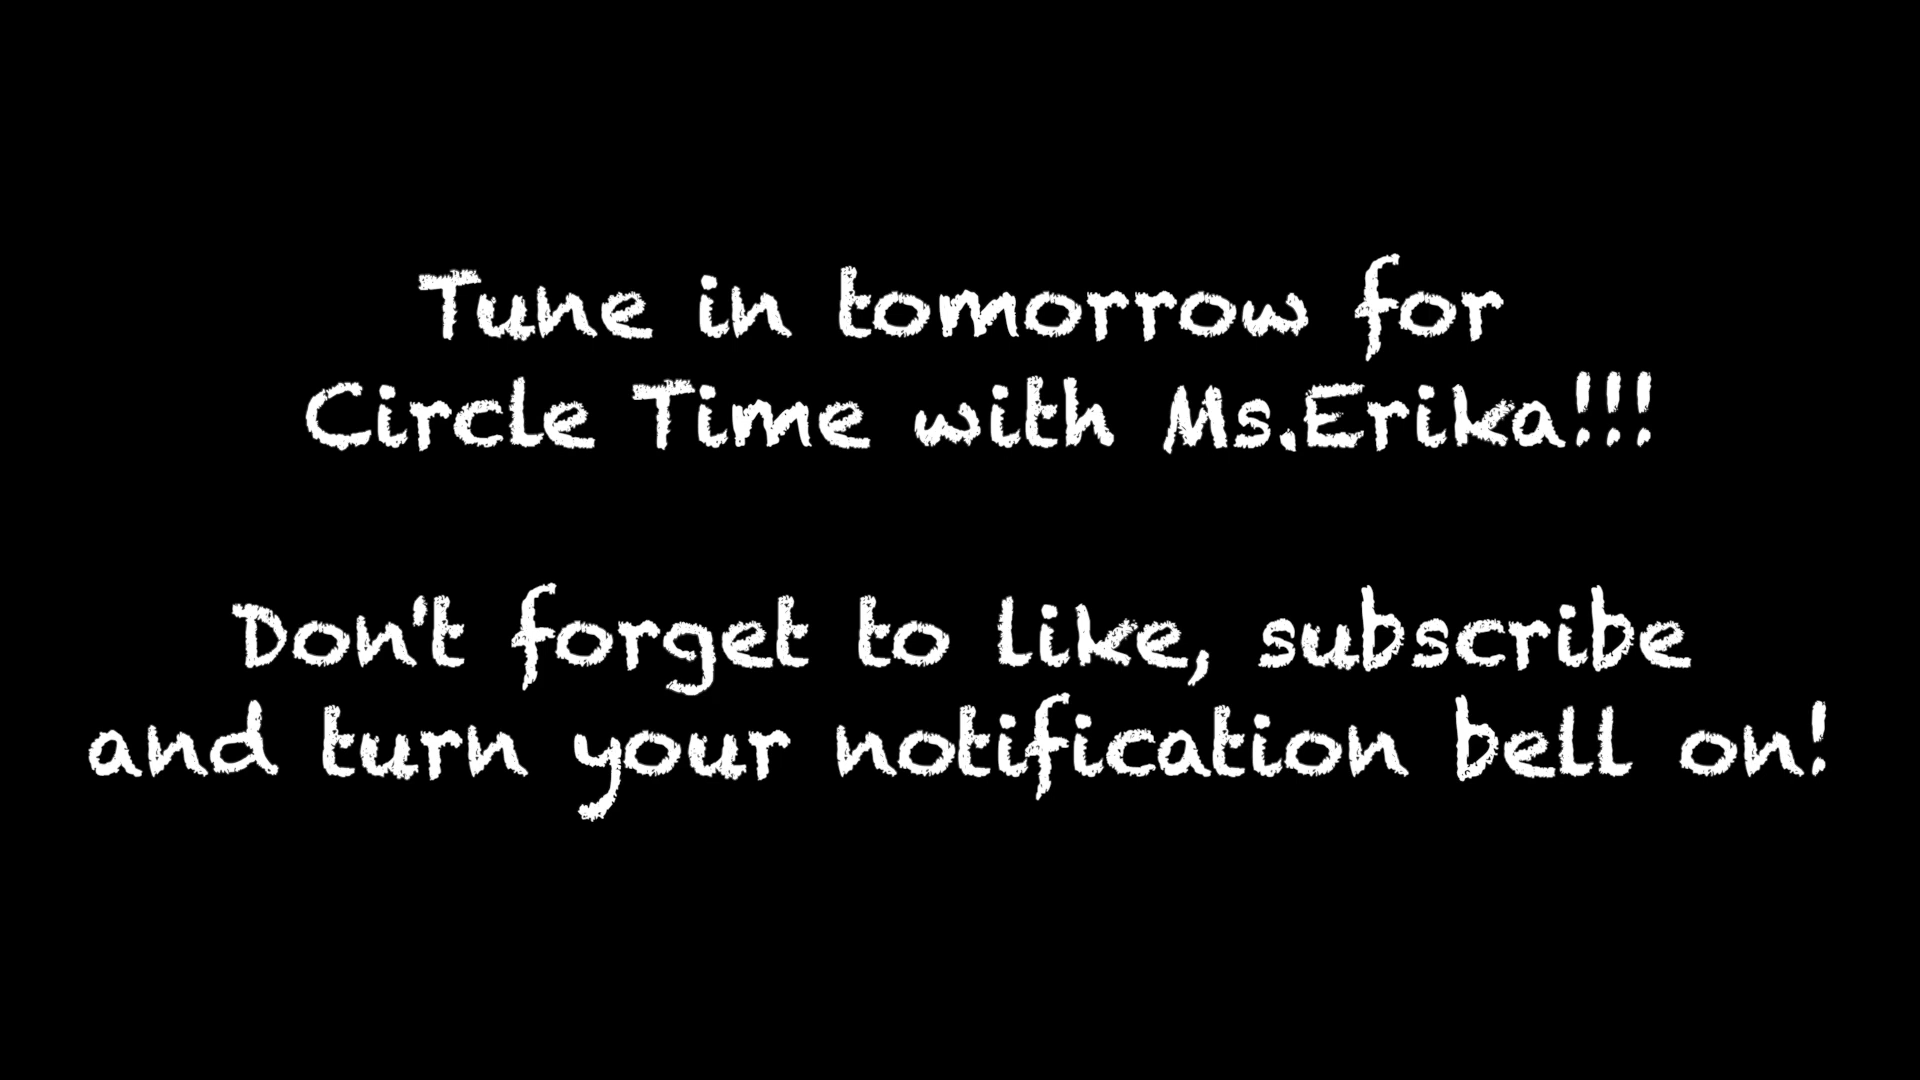 Tune in tomorrow for
Circle Time with Ms.Erika!!!
Don't forget to like, subscribe
and turn your notification bell on!